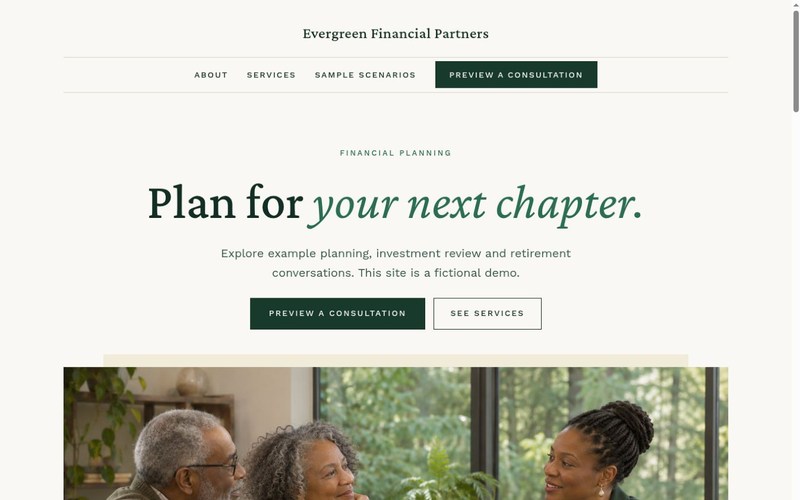 Evergreen Financial Partners
ABOUT SERVICES SAMPLE SCENARIOS PREVIEW A CONSULTATION
FINANCIAL PLANNING
Plan for your next chapter.
Explore example planning, investment review and retirement
conversations. This site is a fictional demo.
PREVIEW A CONSULTATION SEE SERVICES